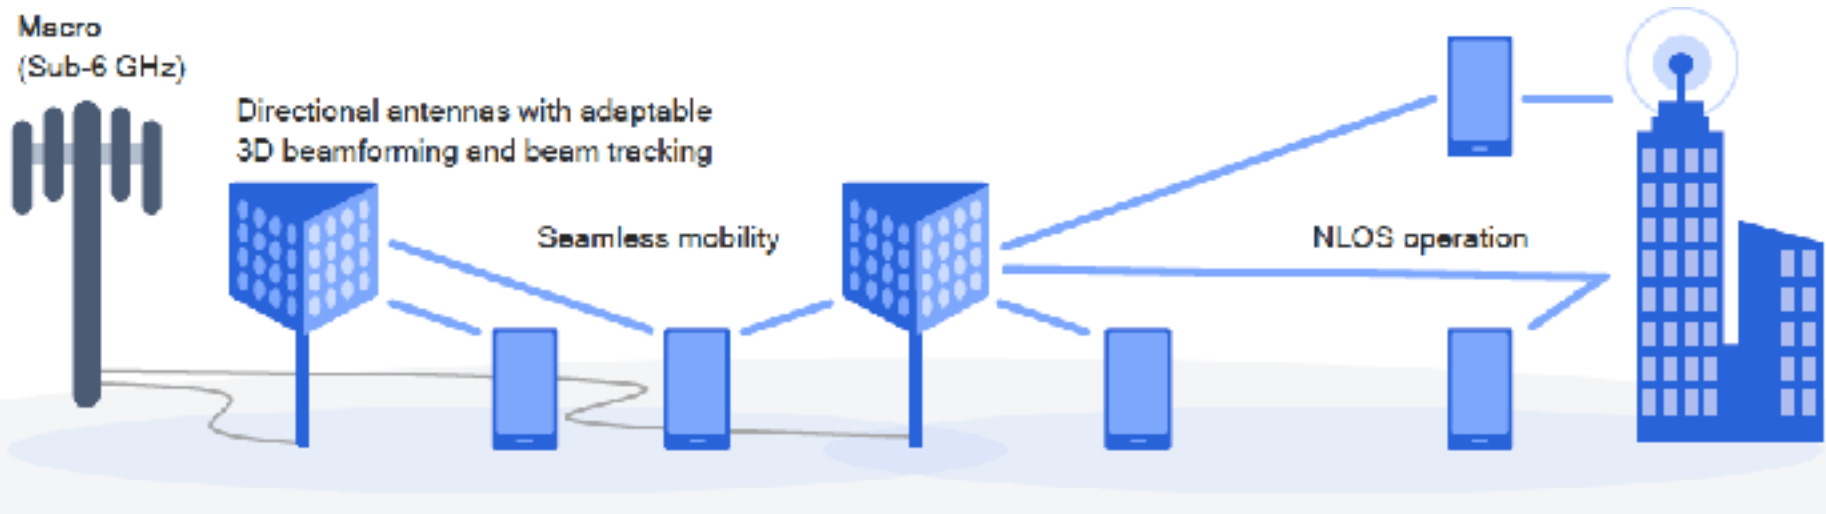 Macro
(Sub-6 GHz)
Directional antennas with adaptable
3D beamforming and beam tracking
Seamless mobility
NLOS operation